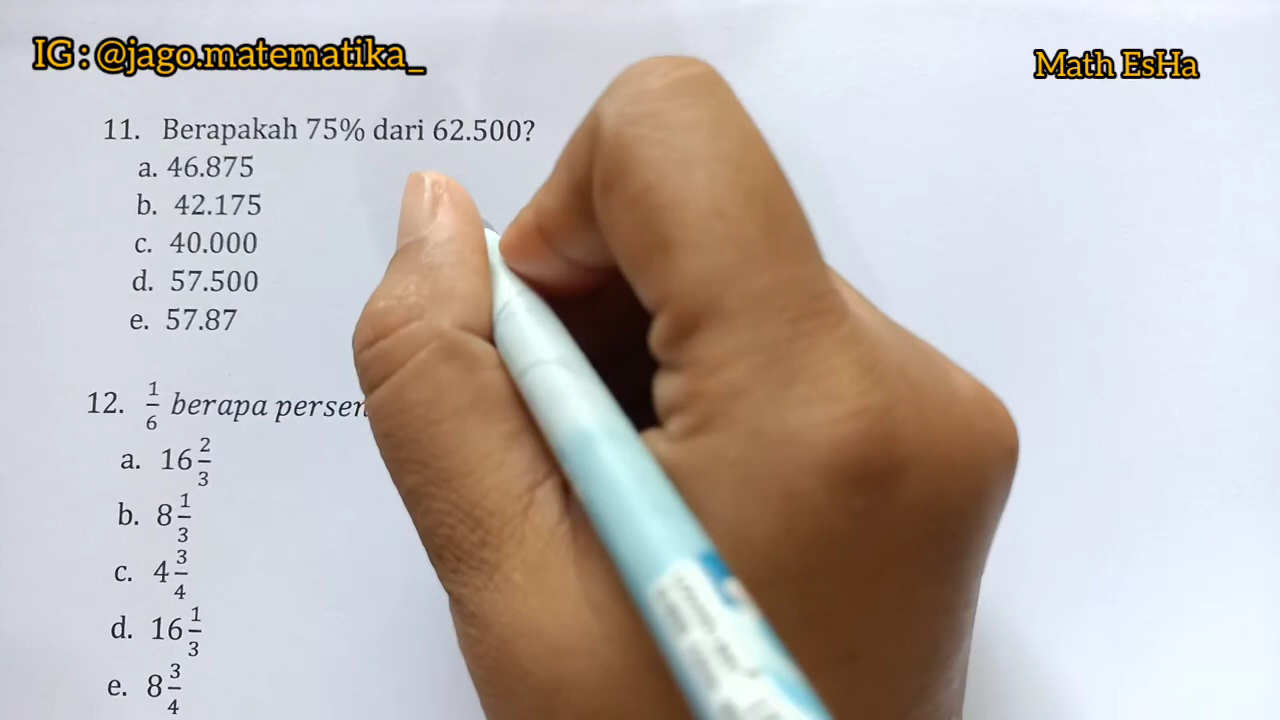 IG : @jago.matematika_
Math EsHa
11. Berapakah 75% dari 62.500?
a. 46.875
b. 42.175
c. 40.000
d. 57.500
e. 57.87
12. 1/6 berapa persen
a. 16 2/3
b. 8 1/3
c. 4 3/4
d. 16 1/3
e. 8 3/4